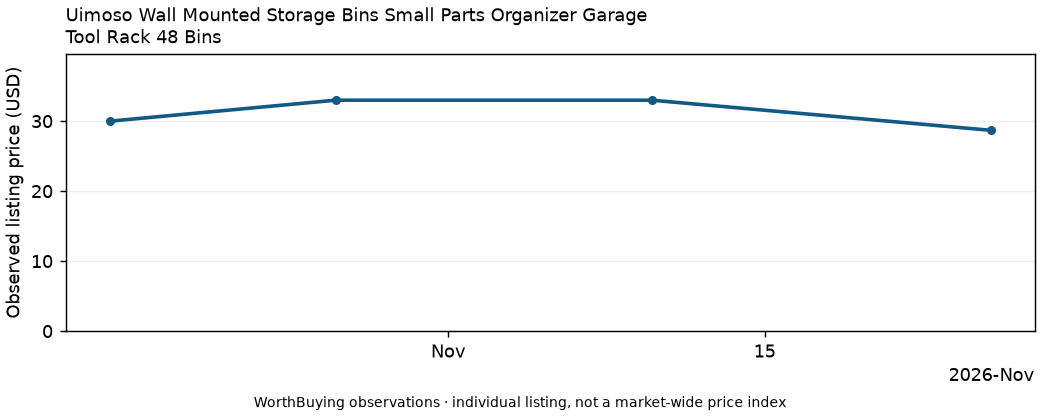 Uimoso Wall Mounted Storage Bins Small Parts Organizer Garage
Tool Rack 48 Bins
Observed listing price (USD)
30
20
10
0
Nov
15
2026-Nov
WorthBuying observations · individual listing, not a market-wide price index